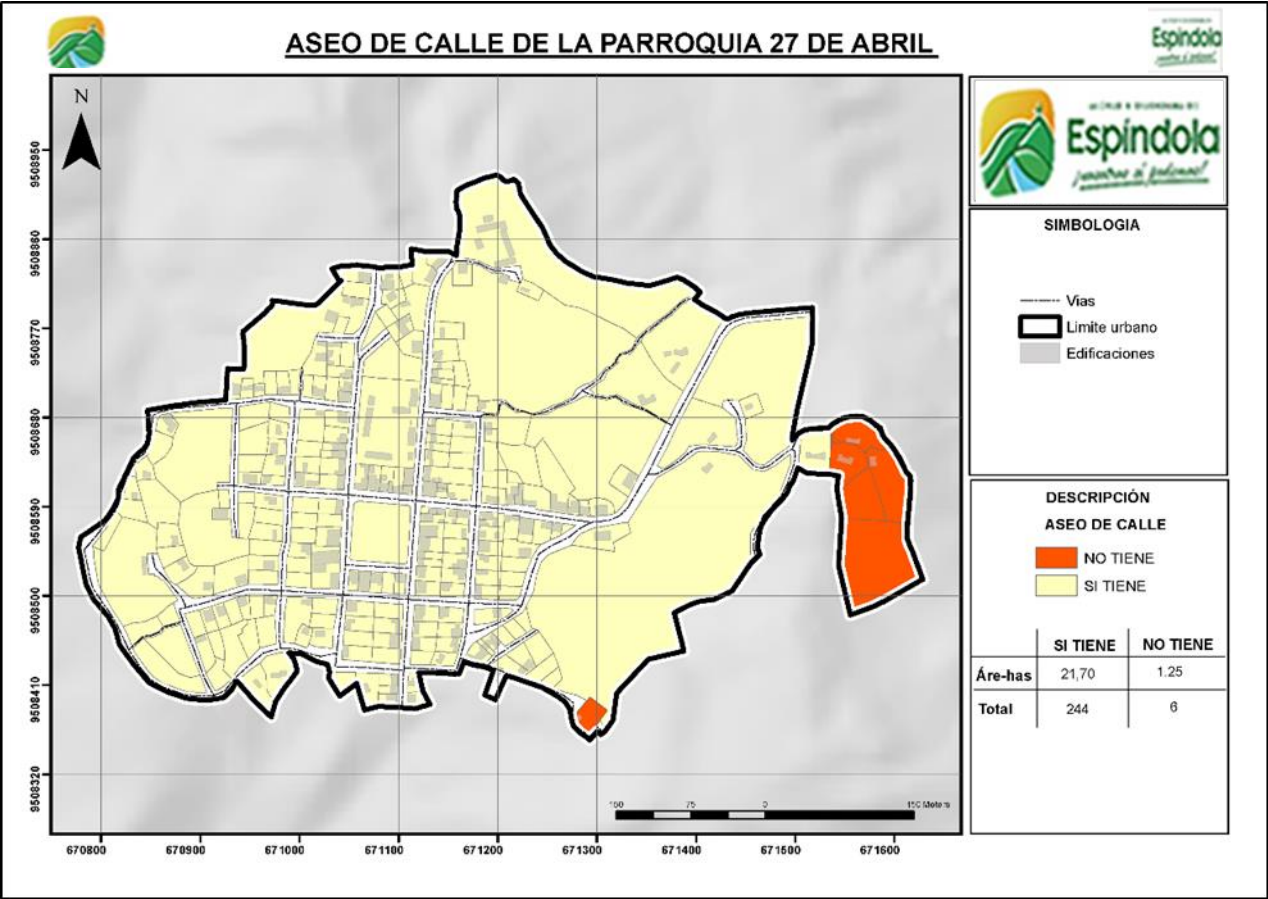 ASEO DE CALLE DE LA PARROQUIA 27 DE ABRIL
Espíndola
N
9508950
9508860
9508770
9508680
9508590
9508500
9508410
9508320
670800 670900 671000 671100 671200 671300 671400 671500 671600
150 75 0 150 Meters
Espíndola
¡nosotros sí podemos!
SIMBOLOGIA
Vias
Limite urbano
Edificaciones
DESCRIPCIÓN
ASEO DE CALLE
NO TIENE
SI TIENE
SI TIENE NO TIENE
Áre-has 21,70 1.25
Total 244 6